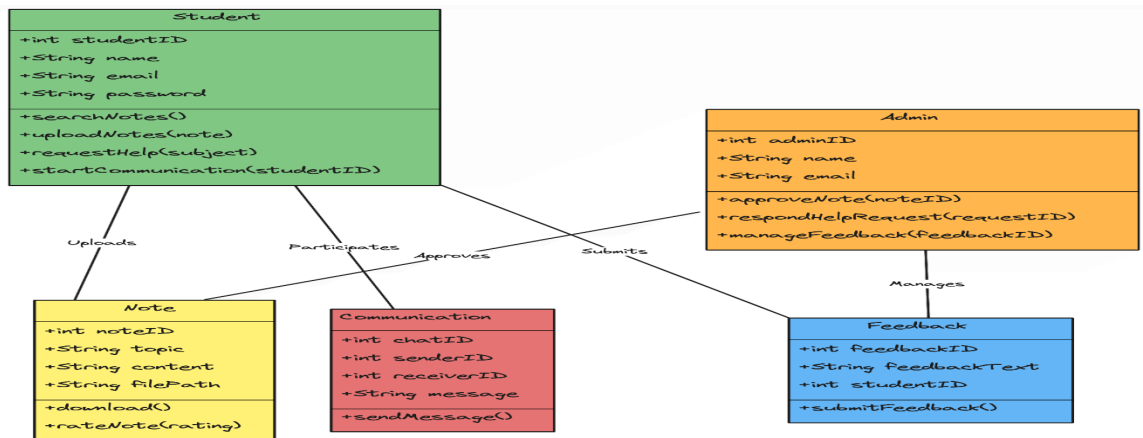 Student
+int studentID
+String name
+String email
+String password
+searchNotes()
+uploadNotes(note)
+requestHelp(subject)
+startCommunication(studentID)
Admin
+int adminID
+String name
+String email
+approveNote(noteID)
+respondHelpRequest(requestID)
+manageFeedback(feedbackID)
Uploads
Participates
Approves
Submits
Manages
Note
+int noteID
+String topic
+String content
+String filePath
+download()
+rateNote(rating)
Communication
+int chatID
+int senderID
+int receiverID
+String message
+sendMessage()
Feedback
+int feedbackID
+String feedbackText
+int studentID
+submitFeedback()